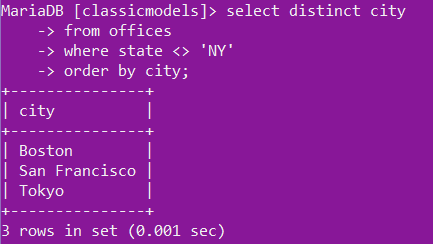 MariaDB [classicmodels]> select distinct city
    -> from offices
    -> where state <> 'NY'
    -> order by city;
+---------------+
| city          |
+---------------+
| Boston        |
| San Francisco |
| Tokyo         |
+---------------+
3 rows in set (0.001 sec)